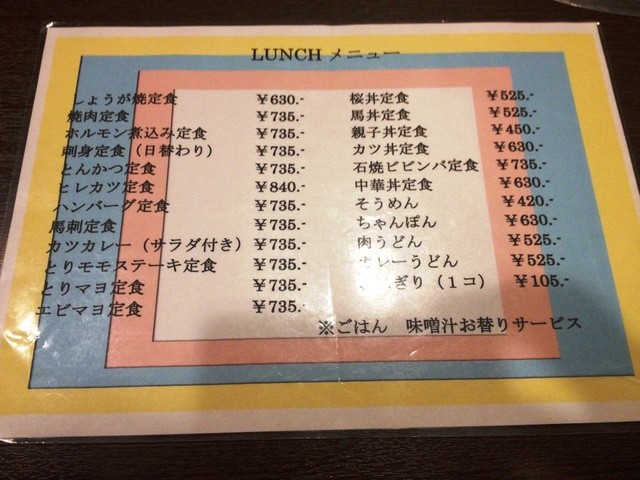 LUNCH メニュー
しょうが焼定食 ￥630.-
焼肉定食 ￥735.-
ホルモン煮込み定食 ￥735.-
刺身定食（日替わり） ￥735.-
とんかつ定食 ￥735.-
ヒレカツ定食 ￥840.-
ハンバーグ定食 ￥735.-
馬刺定食 ￥735.-
カツカレー（サラダ付き） ￥735.-
とりモモステーキ定食 ￥735.-
とりマヨ定食 ￥735.-
エビマヨ定食 ￥735.-
桜丼定食 ￥525.-
馬丼定食 ￥525.-
親子丼定食 ￥450.-
カツ丼定食 ￥630.-
石焼ビビンバ定食 ￥735.-
中華丼定食 ￥630.-
そうめん ￥420.-
ちゃんぽん ￥630.-
肉うどん ￥525.-
カレーうどん ￥525.-
ぎり（１コ） ￥105.-
※ごはん 味噌汁お替りサービス